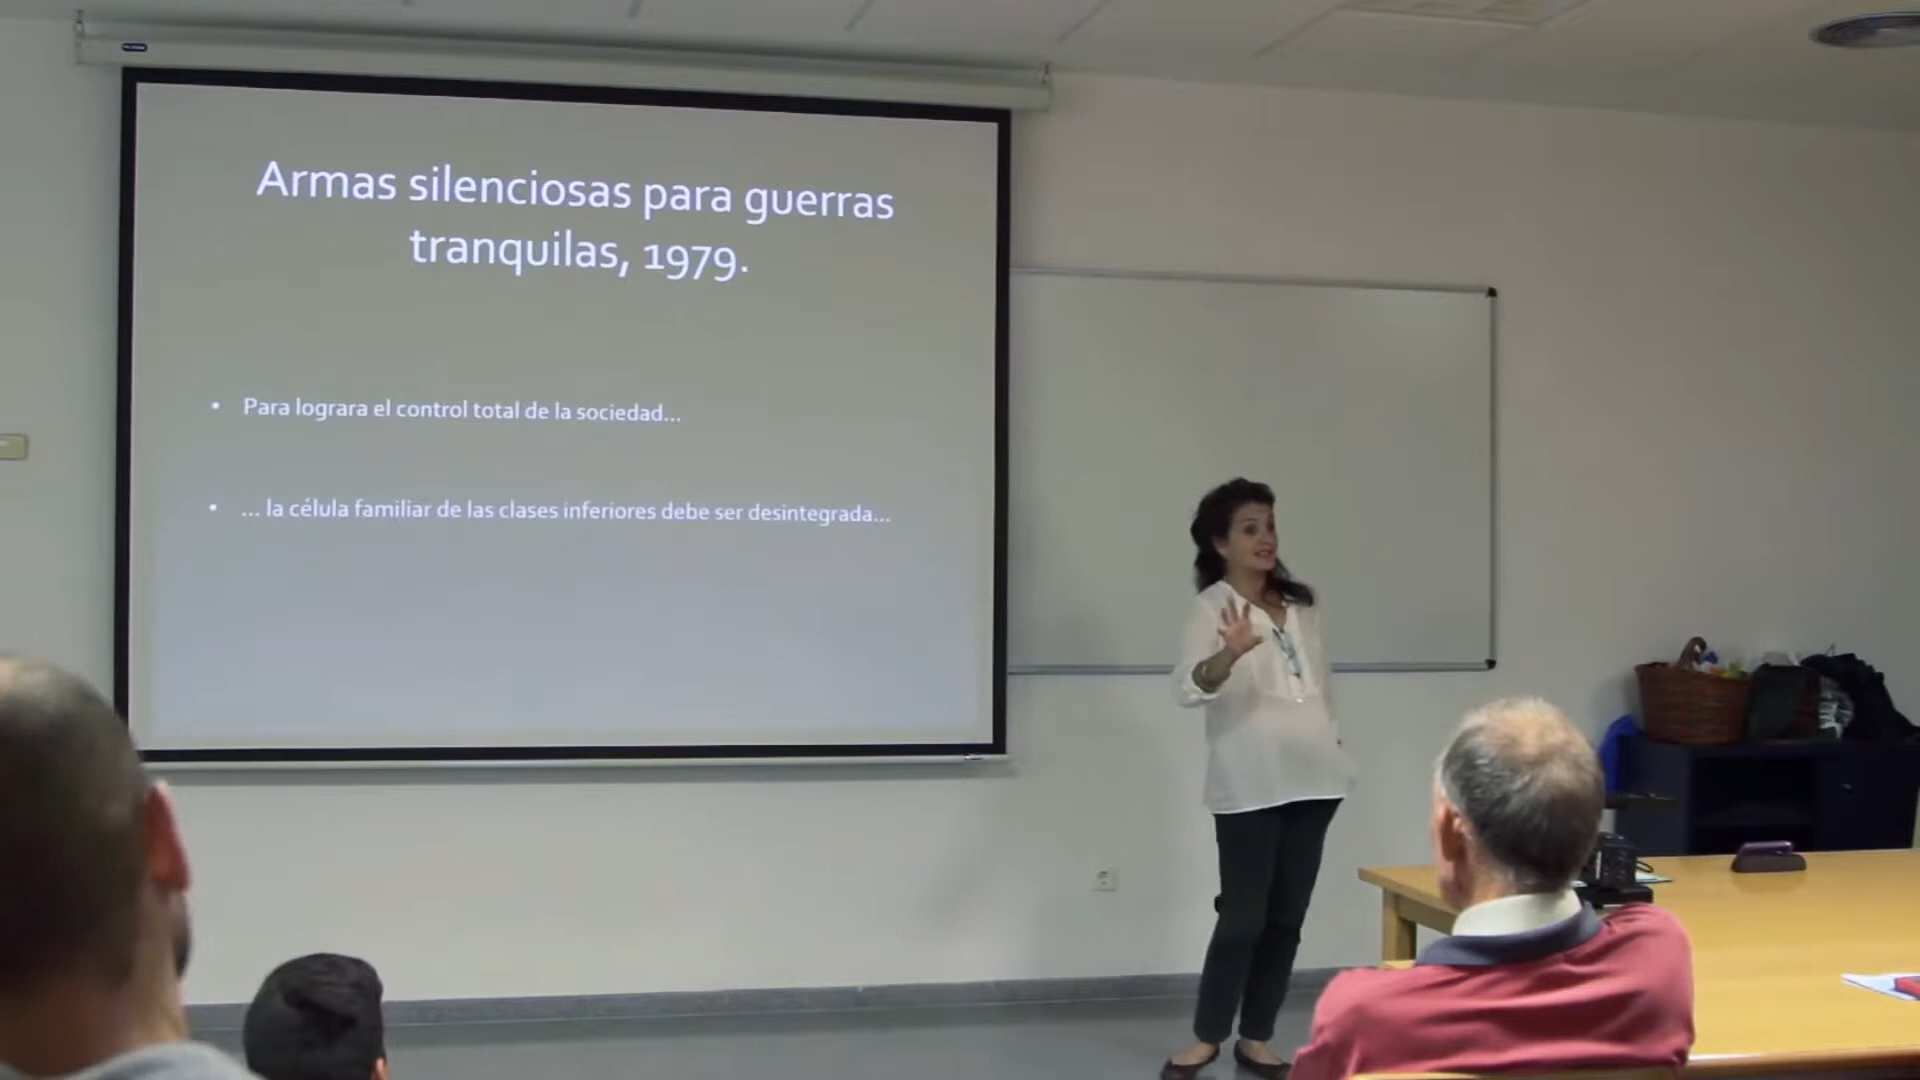 Armas silenciosas para guerras
tranquilas, 1979.
• Para lograra el control total de la sociedad...
• ... la célula familiar de las clases inferiores debe ser desintegrada...